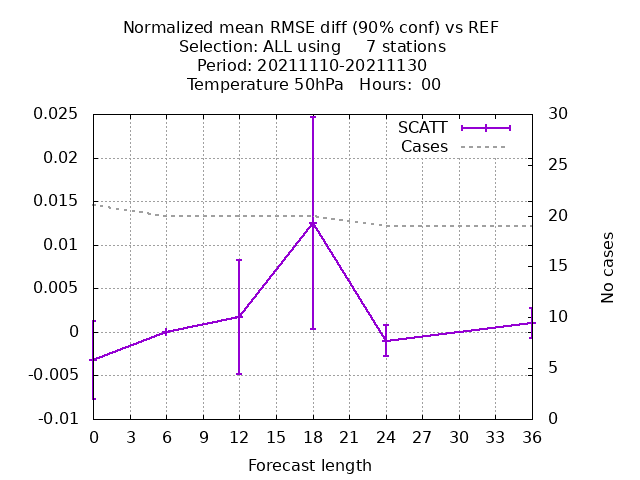 Normalized mean RMSE diff (90% conf) vs REF
Selection: ALL using     7 stations
Period: 20211110-20211130
Temperature 50hPa   Hours:  00
SCATT
Cases
0.025
0.02
0.015
0.01
0.005
0
-0.005
-0.01
30
25
20
15
10
5
0
No cases
0 3 6 9 12 15 18 21 24 27 30 33 36
Forecast length